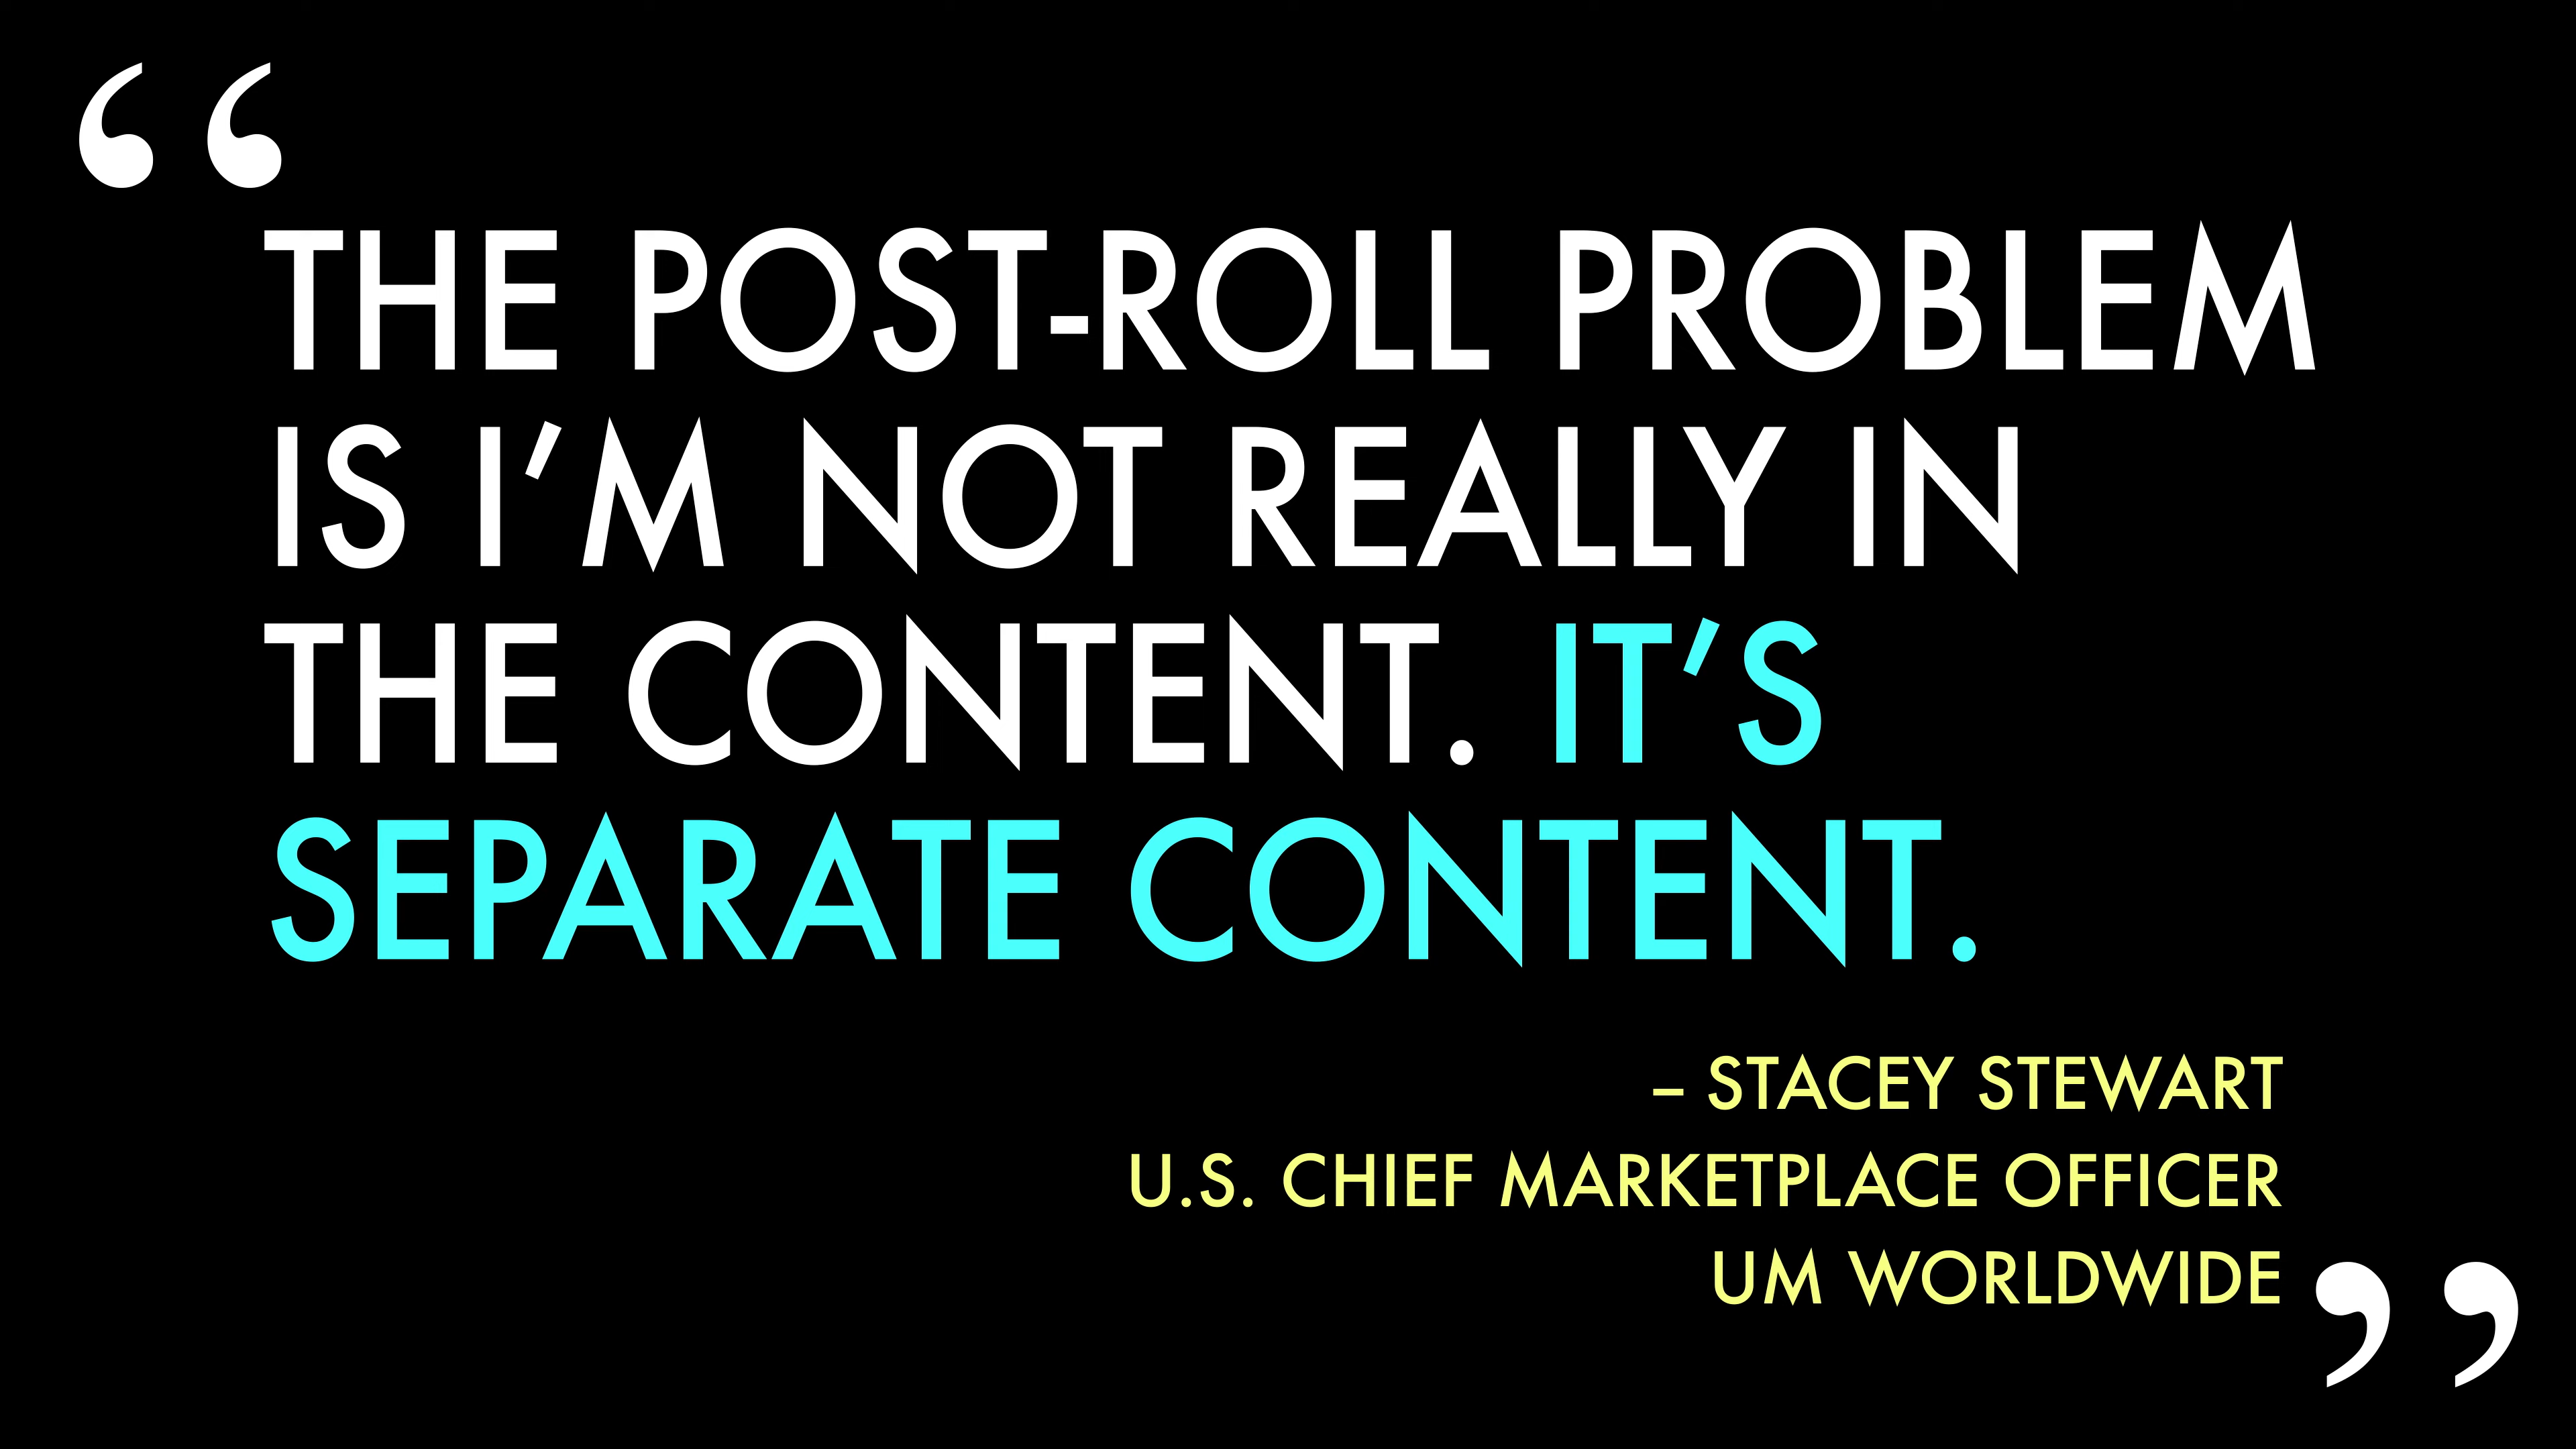 “
THE POST-ROLL PROBLEM
IS I’M NOT REALLY IN
THE CONTENT. IT’S
SEPARATE CONTENT.
– STACEY STEWART
U.S. CHIEF MARKETPLACE OFFICER
UM WORLDWIDE
”